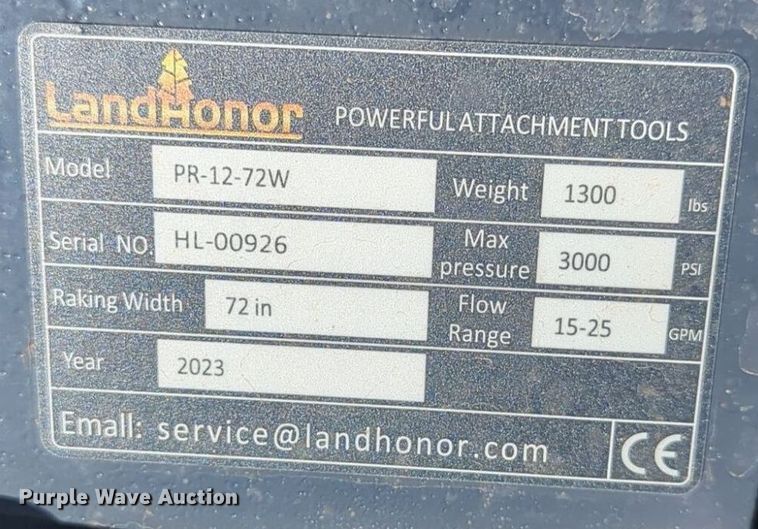 LandHonor POWERFUL ATTACHMENT TOOLS
Model PR-12-72W Weight 1300 lbs
Serial NO. HL-00926 Max pressure 3000 PSI
Raking Width 72 in Flow Range 15-25 GPM
Year 2023
Email: service@landhonor.com CE
Purple Wave Auction